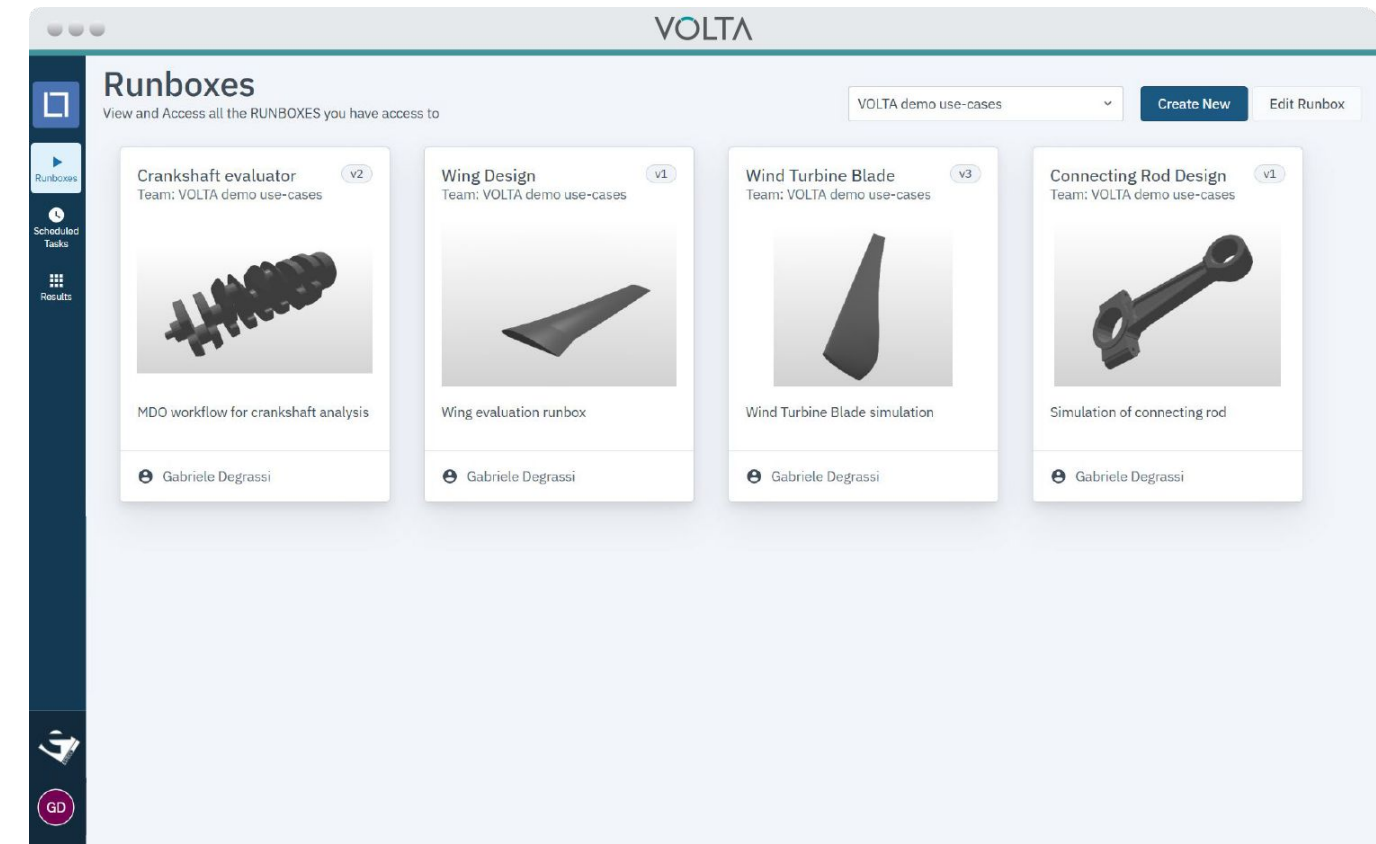 VOLTA
Runboxes
View and Access all the RUNBOXES you have access to
VOLTA demo use-cases
Create New
Edit Runbox
Runboxes
Scheduled
Tasks
Results
Crankshaft evaluator
v2
Team: VOLTA demo use-cases
MDO workflow for crankshaft analysis
Gabriele Degrassi
Wing Design
v1
Team: VOLTA demo use-cases
Wing evaluation runbox
Gabriele Degrassi
Wind Turbine Blade
v3
Team: VOLTA demo use-cases
Wind Turbine Blade simulation
Gabriele Degrassi
Connecting Rod Design
v1
Team: VOLTA demo use-cases
Simulation of connecting rod
Gabriele Degrassi
GD